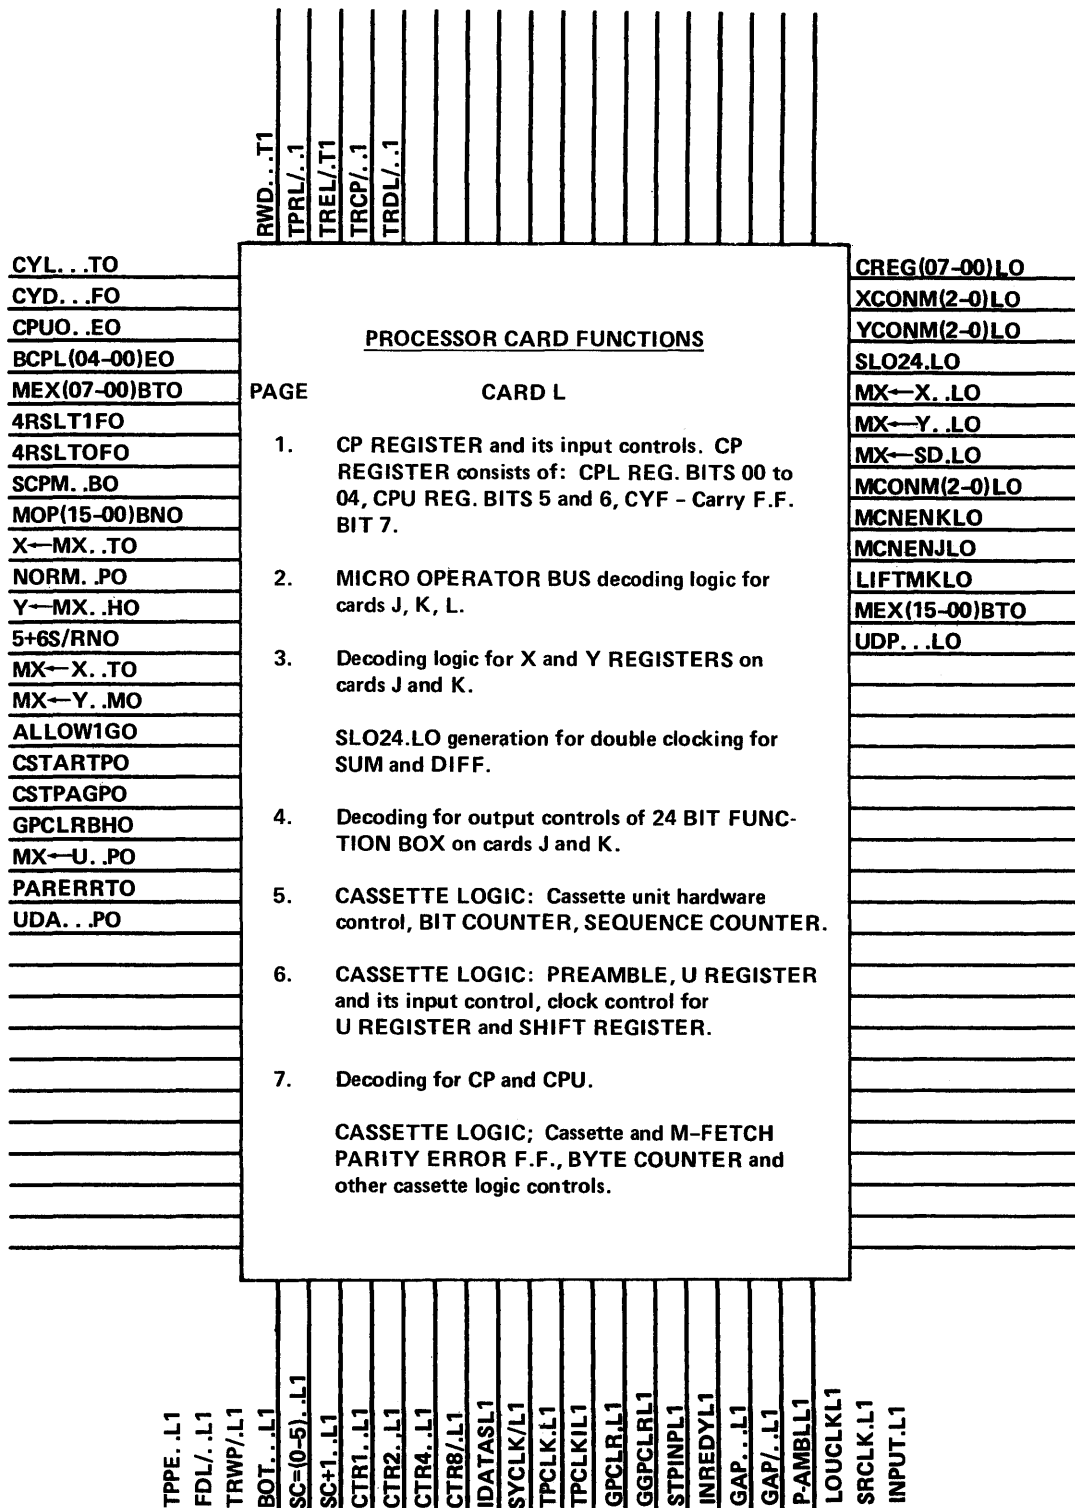 RWD. . .T1
TPRL/. .1
TREL/.T1
TRCP/. .1
TRDL/. .1
CYL. . .TO
CYD. . .FO
CPUO. .EO
BCPL(04-00)EO
MEX(07-00)BTO
4RSLT1FO
4RSLTOFO
SCPM. .BO
MOP(15-00)BNO
X←MX. .TO
NORM. .PO
Y←MX. .HO
5+6S/RNO
MX←X. .TO
MX←Y. .MO
ALLOW1GO
CSTARTPO
CSTPAGPO
GPCLRBHO
MX←U. .PO
PARERRTO
UDA. . .PO
PROCESSOR CARD FUNCTIONS
PAGE CARD L
1. CP REGISTER and its input controls. CP
REGISTER consists of: CPL REG. BITS 00 to
04, CPU REG. BITS 5 and 6, CYF - Carry F.F.
BIT 7.
2. MICRO OPERATOR BUS decoding logic for
cards J, K, L.
3. Decoding logic for X and Y REGISTERS on
cards J and K.
SLO24.LO generation for double clocking for
SUM and DIFF.
4. Decoding for output controls of 24 BIT FUNC-
TION BOX on cards J and K.
5. CASSETTE LOGIC: Cassette unit hardware
control, BIT COUNTER, SEQUENCE COUNTER.
6. CASSETTE LOGIC: PREAMBLE, U REGISTER
and its input control, clock control for
U REGISTER and SHIFT REGISTER.
7. Decoding for CP and CPU.
CASSETTE LOGIC; Cassette and M-FETCH
PARITY ERROR F.F., BYTE COUNTER and
other cassette logic controls.
CREG(07-00)LO
XCONM(2-0)LO
YCONM(2-0)LO
SLO24.LO
MX←X. .LO
MX←Y. .LO
MX←SD.LO
MCONM(2-0)LO
MCNENKLO
MCNENJLO
LIFTMKLO
MEX(15-00)BTO
UDP. . .LO
TPPE. .L1
FDL/. .L1
TRWP/.L1
BOT. . .L1
SC=(0-5). .L1
SC+1. .L1
CTR1. .L1
CTR2. .L1
CTR4. .L1
CTR8/.L1
IDATASL1
SYCLK/L1
TPCLK.L1
TPCLKIL1
GPCLR.L1
GGPCLRL1
STPINPL1
INREDYL1
GAP. . .L1
GAP/. .L1
P-AMBLL1
LOUCLKL1
SRCLK.L1
INPUT.L1